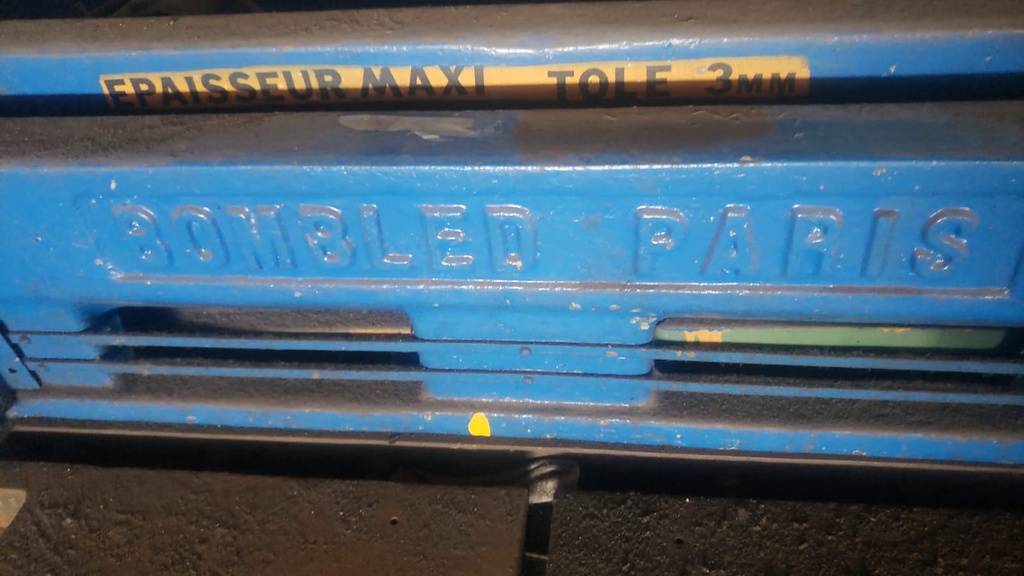 EPAISSEUR MAXI TOLE 3MM
BOMBLED PARIS